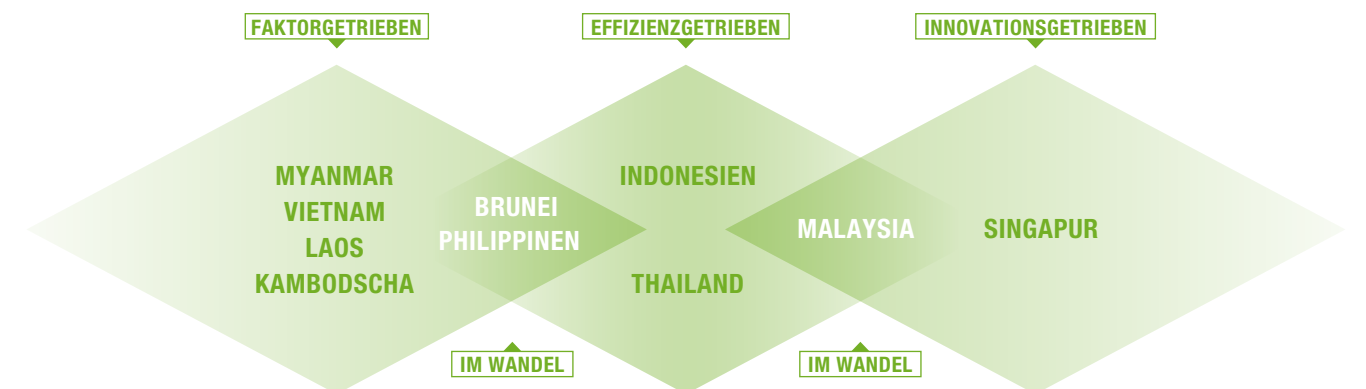 FAKTORGETRIEBEN
EFFIZIENZGETRIEBEN
INNOVATIONSGETRIEBEN
MYANMAR
VIETNAM
LAOS
KAMBODSCHA
BRUNEI
PHILIPPINEN
INDONESIEN
THAILAND
MALAYSIA
SINGAPUR
IM WANDEL
IM WANDEL